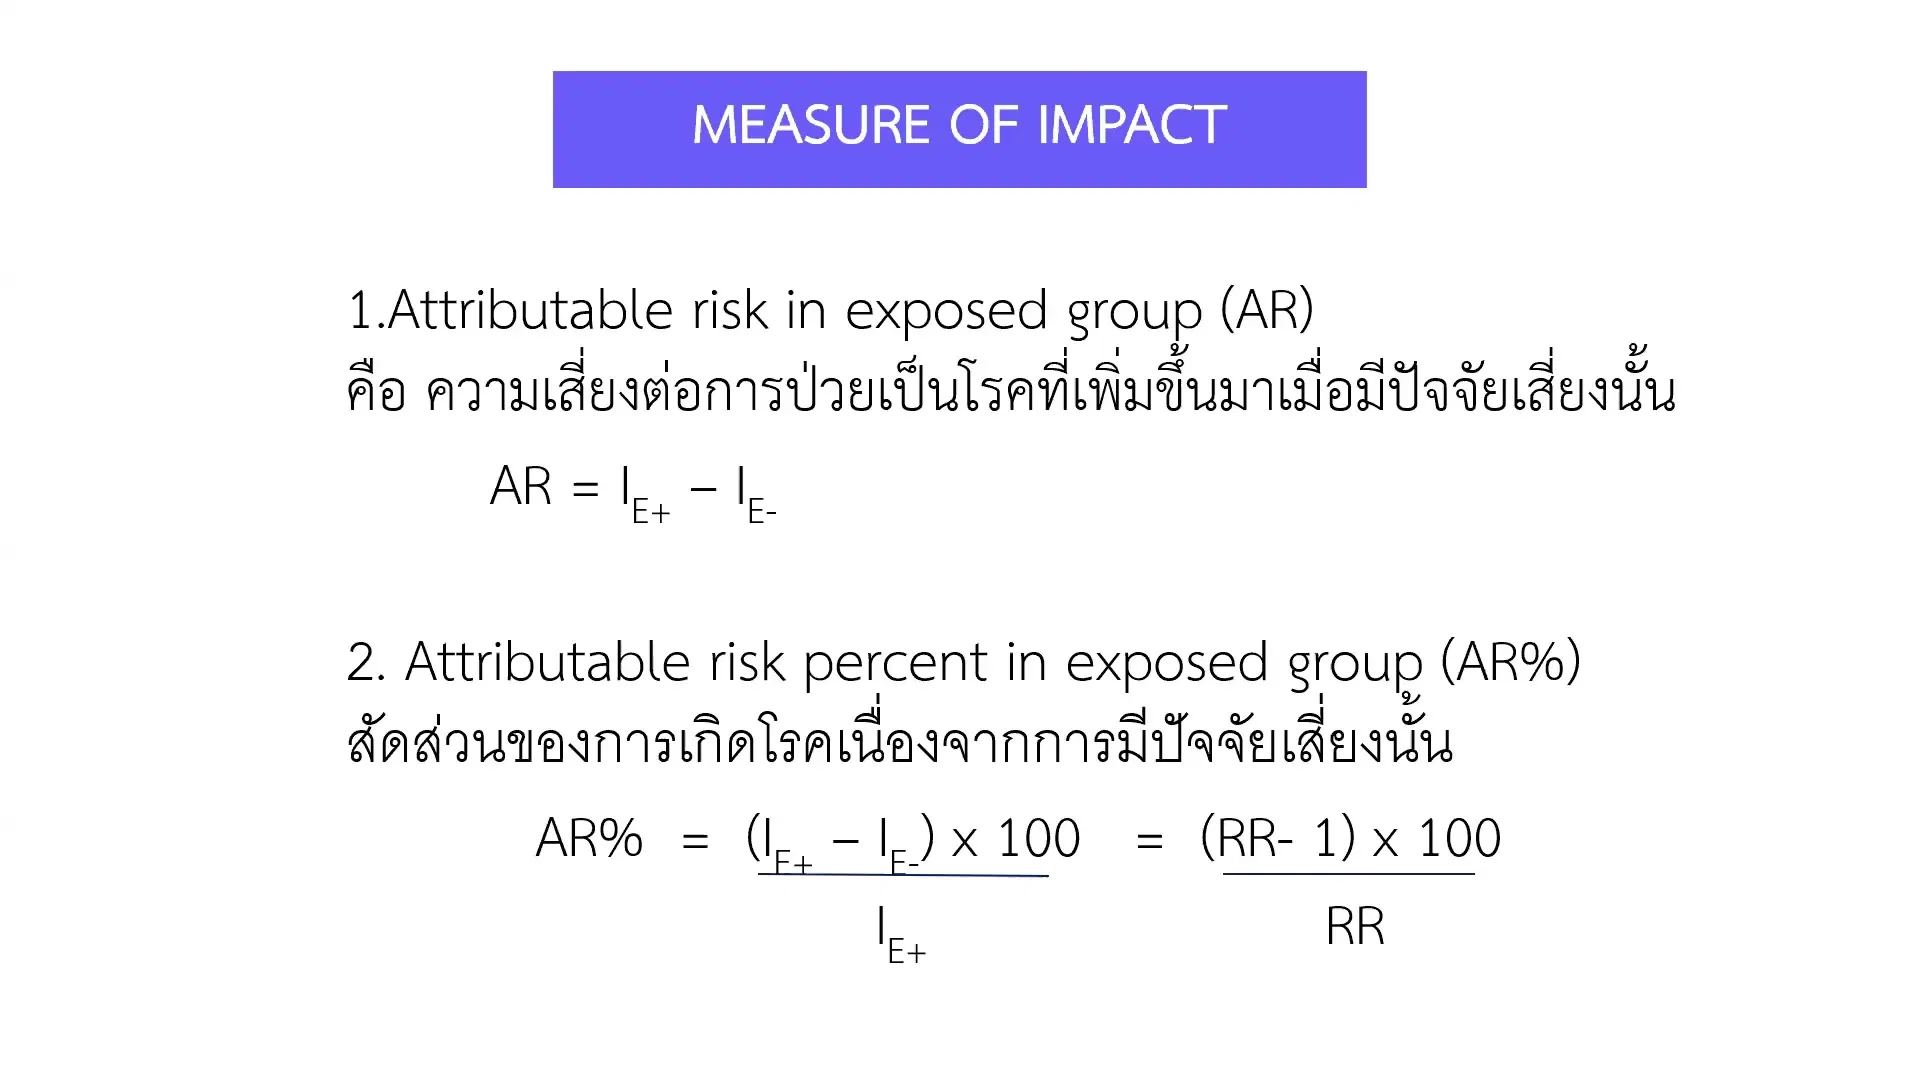 MEASURE OF IMPACT
1.Attributable risk in exposed group (AR)
คือ ความเสี่ยงต่อการป่วยเป็นโรคที่เพิ่มขึ้นมาเมื่อมีปัจจัยเสี่ยงนั้น
AR = I_E+ – I_E-
2. Attributable risk percent in exposed group (AR%)
สัดส่วนของการเกิดโรคเนื่องจากการมีปัจจัยเสี่ยงนั้น
AR% = (I_E+ – I_E-) x 100 = (RR- 1) x 100
I_E+ RR